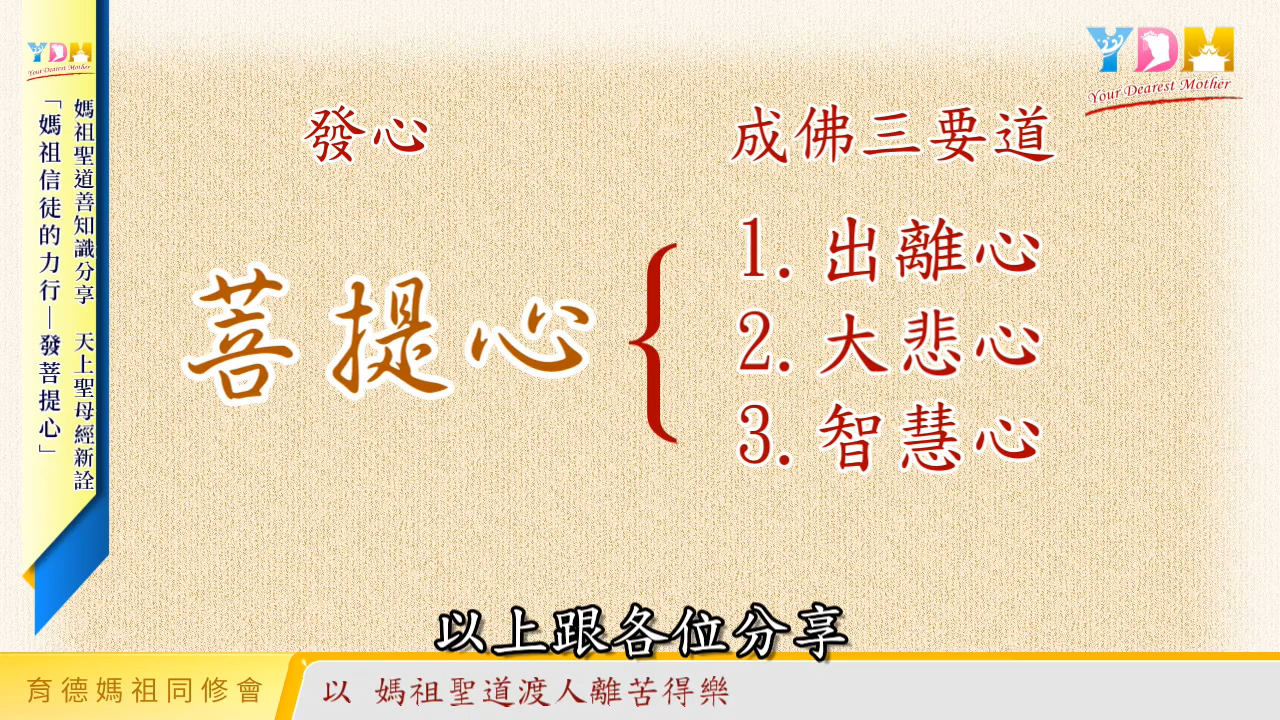 YDM
Your Dearest Mother
媽祖聖道善知識分享 天上聖母經新詮
「媽祖信徒的力行—發菩提心」
YDM
Your Dearest Mother
發心
成佛三要道
菩提心
1.出離心
2.大悲心
3.智慧心
以上跟各位分享
育德媽祖同修會
以 媽祖聖道渡人離苦得樂